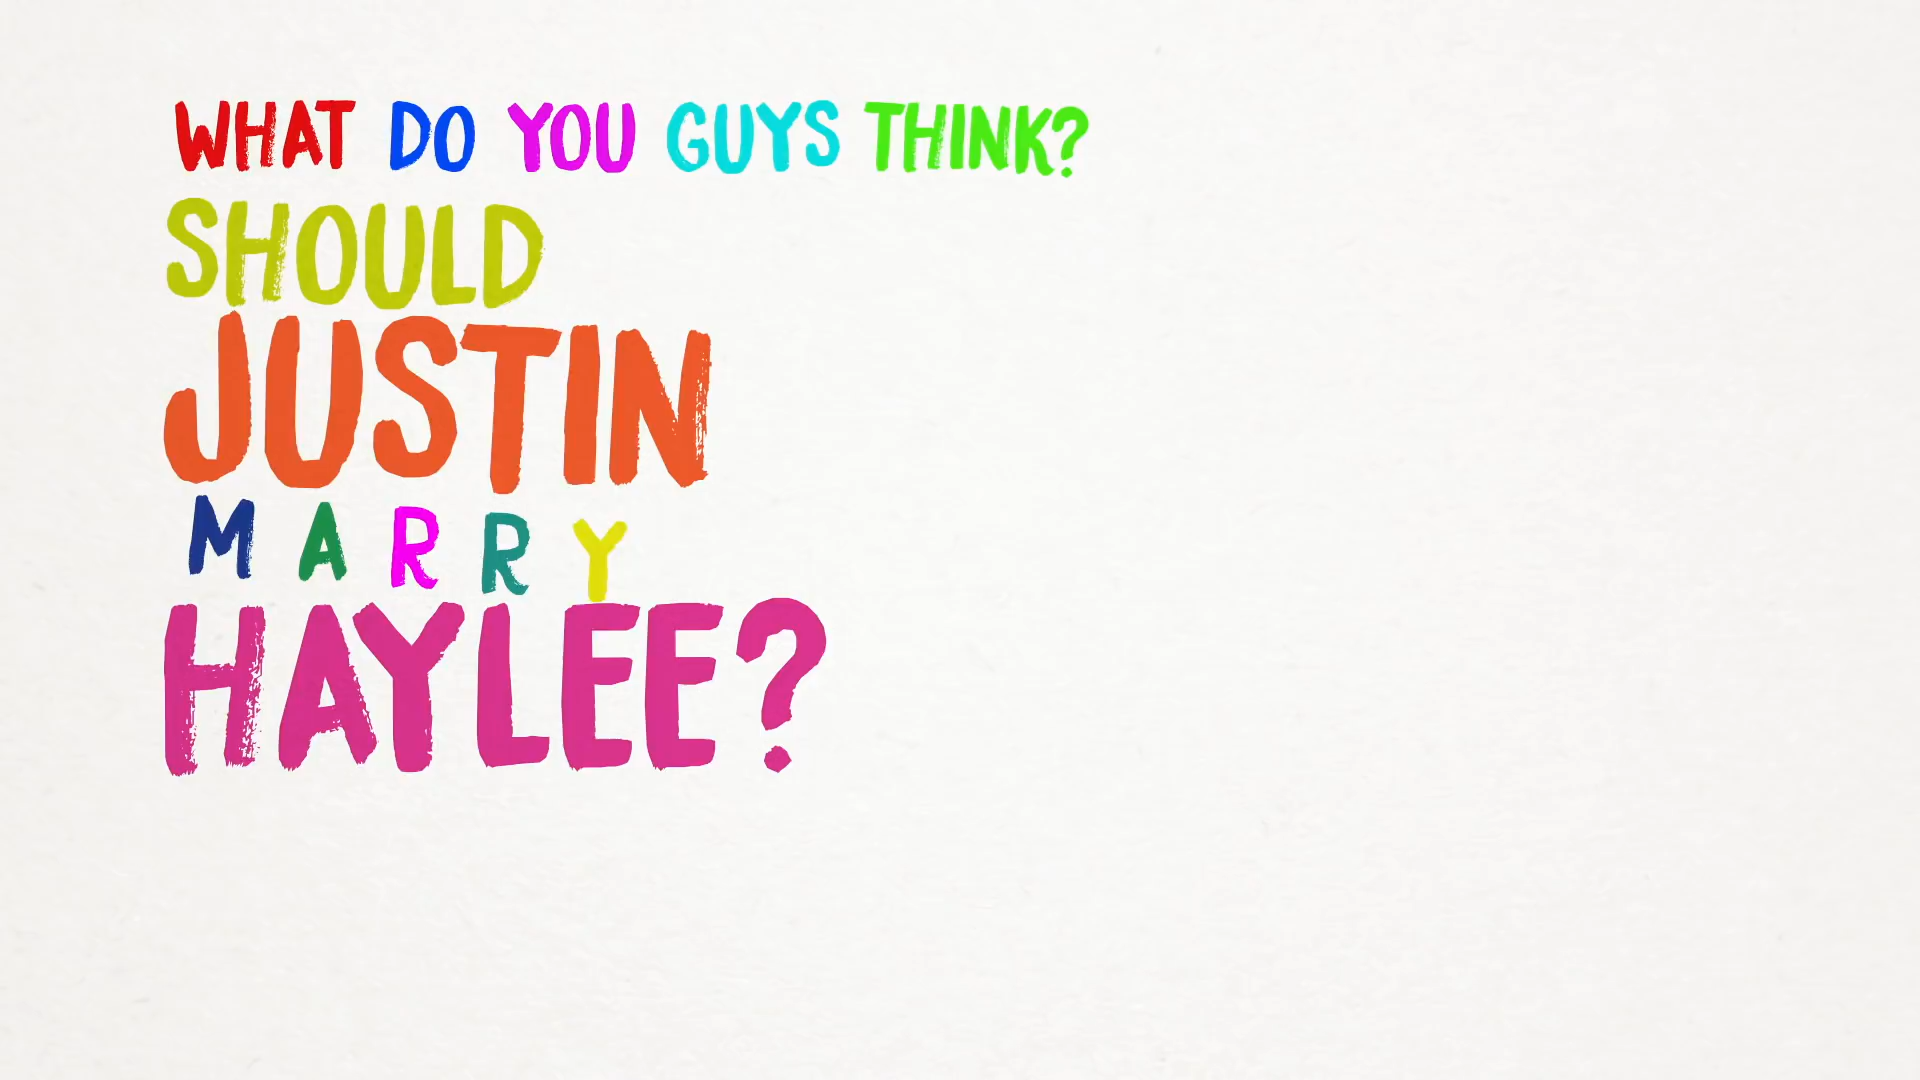 WHAT DO YOU GUYS THINK?
SHOULD
JUSTIN
MARRY
HAYLEE?